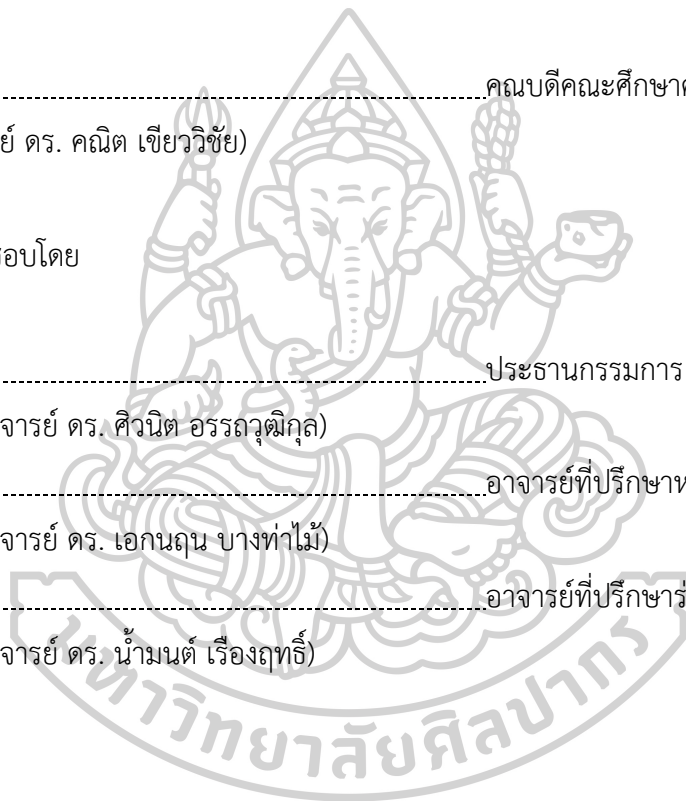 คณบดีคณะศึกษาศ
ย์ ดร. คณิต เขียววิชัย)
สอบโดย
ประธานกรรมการ
จารย์ ดร. ศิวนิต อรรถวุฒิกุล)
อาจารย์ที่ปรึกษาห
จารย์ ดร. เอกนฤน บางท่าไม้)
อาจารย์ที่ปรึกษาร่
จารย์ ดร. น้ำมนต์ เรืองฤทธิ์)
มหาวิทยาลัยศิลปากร